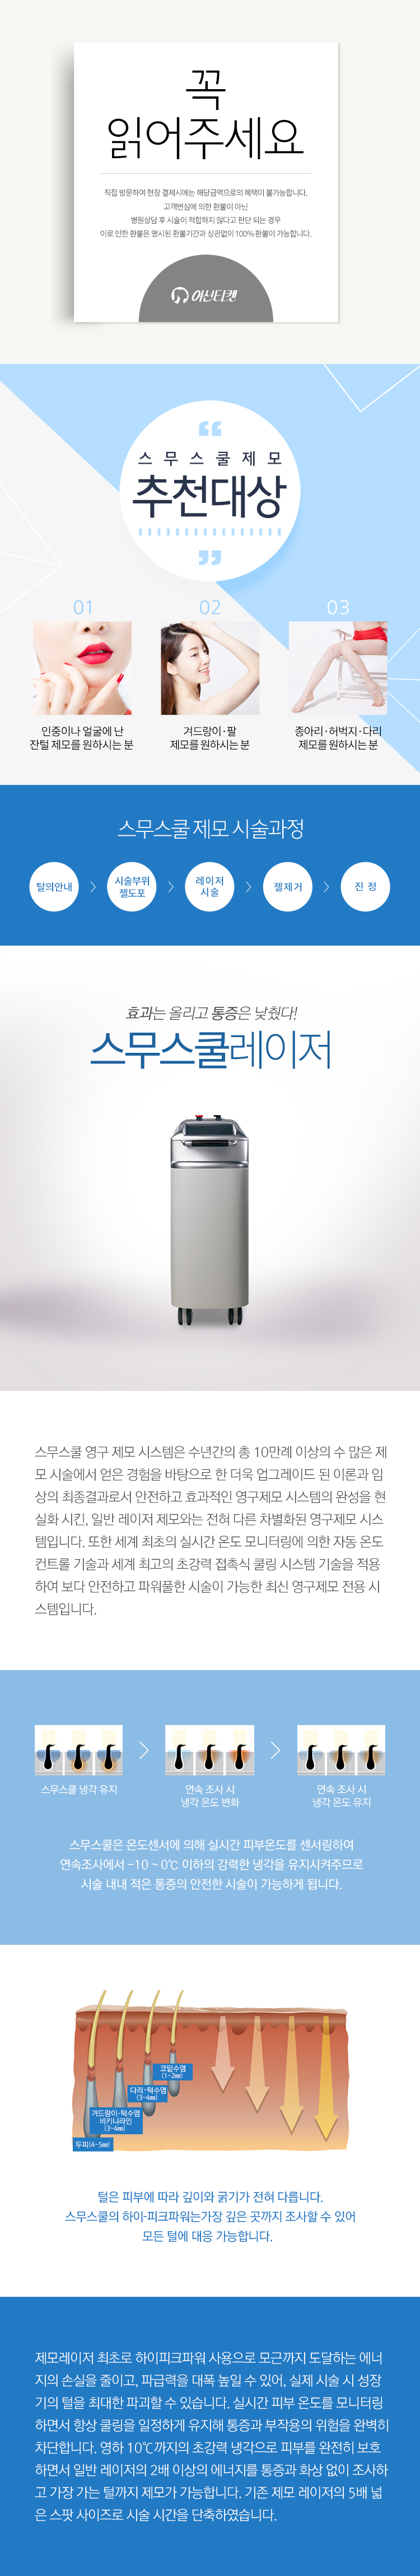 꼭
읽어주세요
직접 방문하여 현장 결제시에는 해당금액으로의 혜택이 불가능합니다.
고객변심에 의한 환불이 아닌
병원상담 후 시술이 적합하지 않다고 판단 되는 경우
이로 인한 환불은 명시된 환불기간과 상관없이 100% 환불이 가능합니다.
여신티켓
“
스무스쿨제모
추천대상
”
01
02
03
인중이나 얼굴에 난
잔털 제모를 원하시는 분
겨드랑이·팔
제모를 원하시는 분
종아리·허벅지·다리
제모를 원하시는 분
스무스쿨 제모 시술과정
탈의안내
시술부위
젤도포
레이저
시술
젤제거
진 정
효과는 올리고 통증은 낮췄다!
스무스쿨레이저
스무스쿨 영구 제모 시스템은 수년간의 총 10만례 이상의 수 많은 제
모 시술에서 얻은 경험을 바탕으로 한 더욱 업그레이드 된 이론과 임
상의 최종결과로서 안전하고 효과적인 영구제모 시스템의 완성을 현
실화 시킨, 일반 레이저 제모와는 전혀 다른 차별화된 영구제모 시스
템입니다. 또한 세계 최초의 실시간 온도 모니터링에 의한 자동 온도
컨트롤 기술과 세계 최고의 초강력 접촉식 쿨링 시스템 기술을 적용
하여 보다 안전하고 파워풀한 시술이 가능한 최신 영구제모 전용 시
스템입니다.
스무스쿨 냉각 유지
연속 조사 시
냉각 온도 변화
연속 조사 시
냉각 온도 유지
스무스쿨은 온도센서에 의해 실시간 피부온도를 센서링하여
연속조사에서 -10 ~ 0℃ 이하의 강력한 냉각을 유지시켜주므로
시술 내내 적은 통증의 안전한 시술이 가능하게 됩니다.
코밑수염
(1~2㎜)
다리·턱수염
(3~4㎜)
겨드랑이·턱수염
비키니라인
(3~4㎜)
두피(4~5㎜)
털은 피부에 따라 깊이와 굵기가 전혀 다릅니다.
스무스쿨의 하이-피크파워는가장 깊은 곳까지 조사할 수 있어
모든 털에 대응 가능합니다.
제모레이저 최초로 하이피크파워 사용으로 모근까지 도달하는 에너
지의 손실을 줄이고, 파급력을 대폭 높일 수 있어, 실제 시술 시 성장
기의 털을 최대한 파괴할 수 있습니다. 실시간 피부 온도를 모니터링
하면서 항상 쿨링을 일정하게 유지해 통증과 부작용의 위험을 완벽히
차단합니다. 영하 10℃까지의 초강력 냉각으로 피부를 완전히 보호
하면서 일반 레이저의 2배 이상의 에너지를 통증과 화상 없이 조사하
고 가장 가는 털까지 제모가 가능합니다. 기존 제모 레이저의 5배 넓
은 스팟 사이즈로 시술 시간을 단축하였습니다.